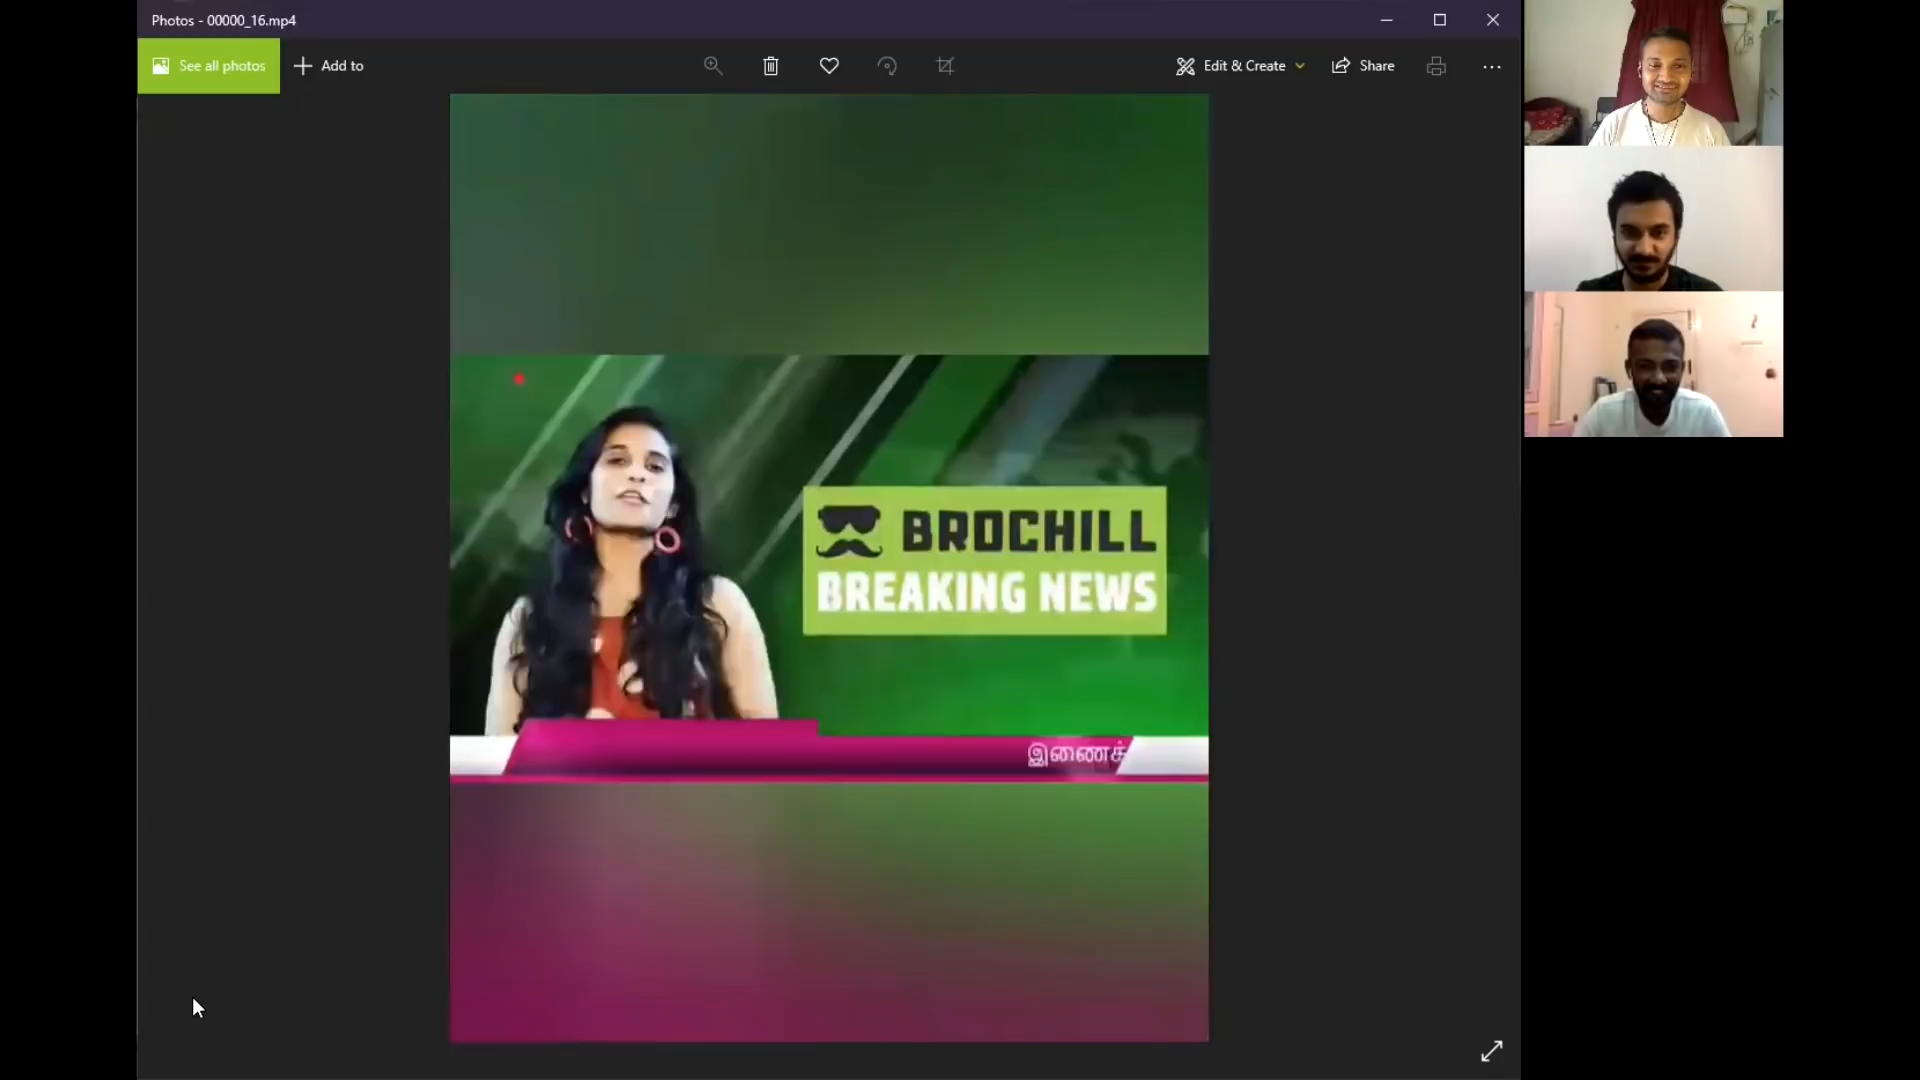 Photos - 00000_16.mp4
See all photos
Add to
Edit & Create
Share
BROCHILL
BREAKING NEWS
இணைக்